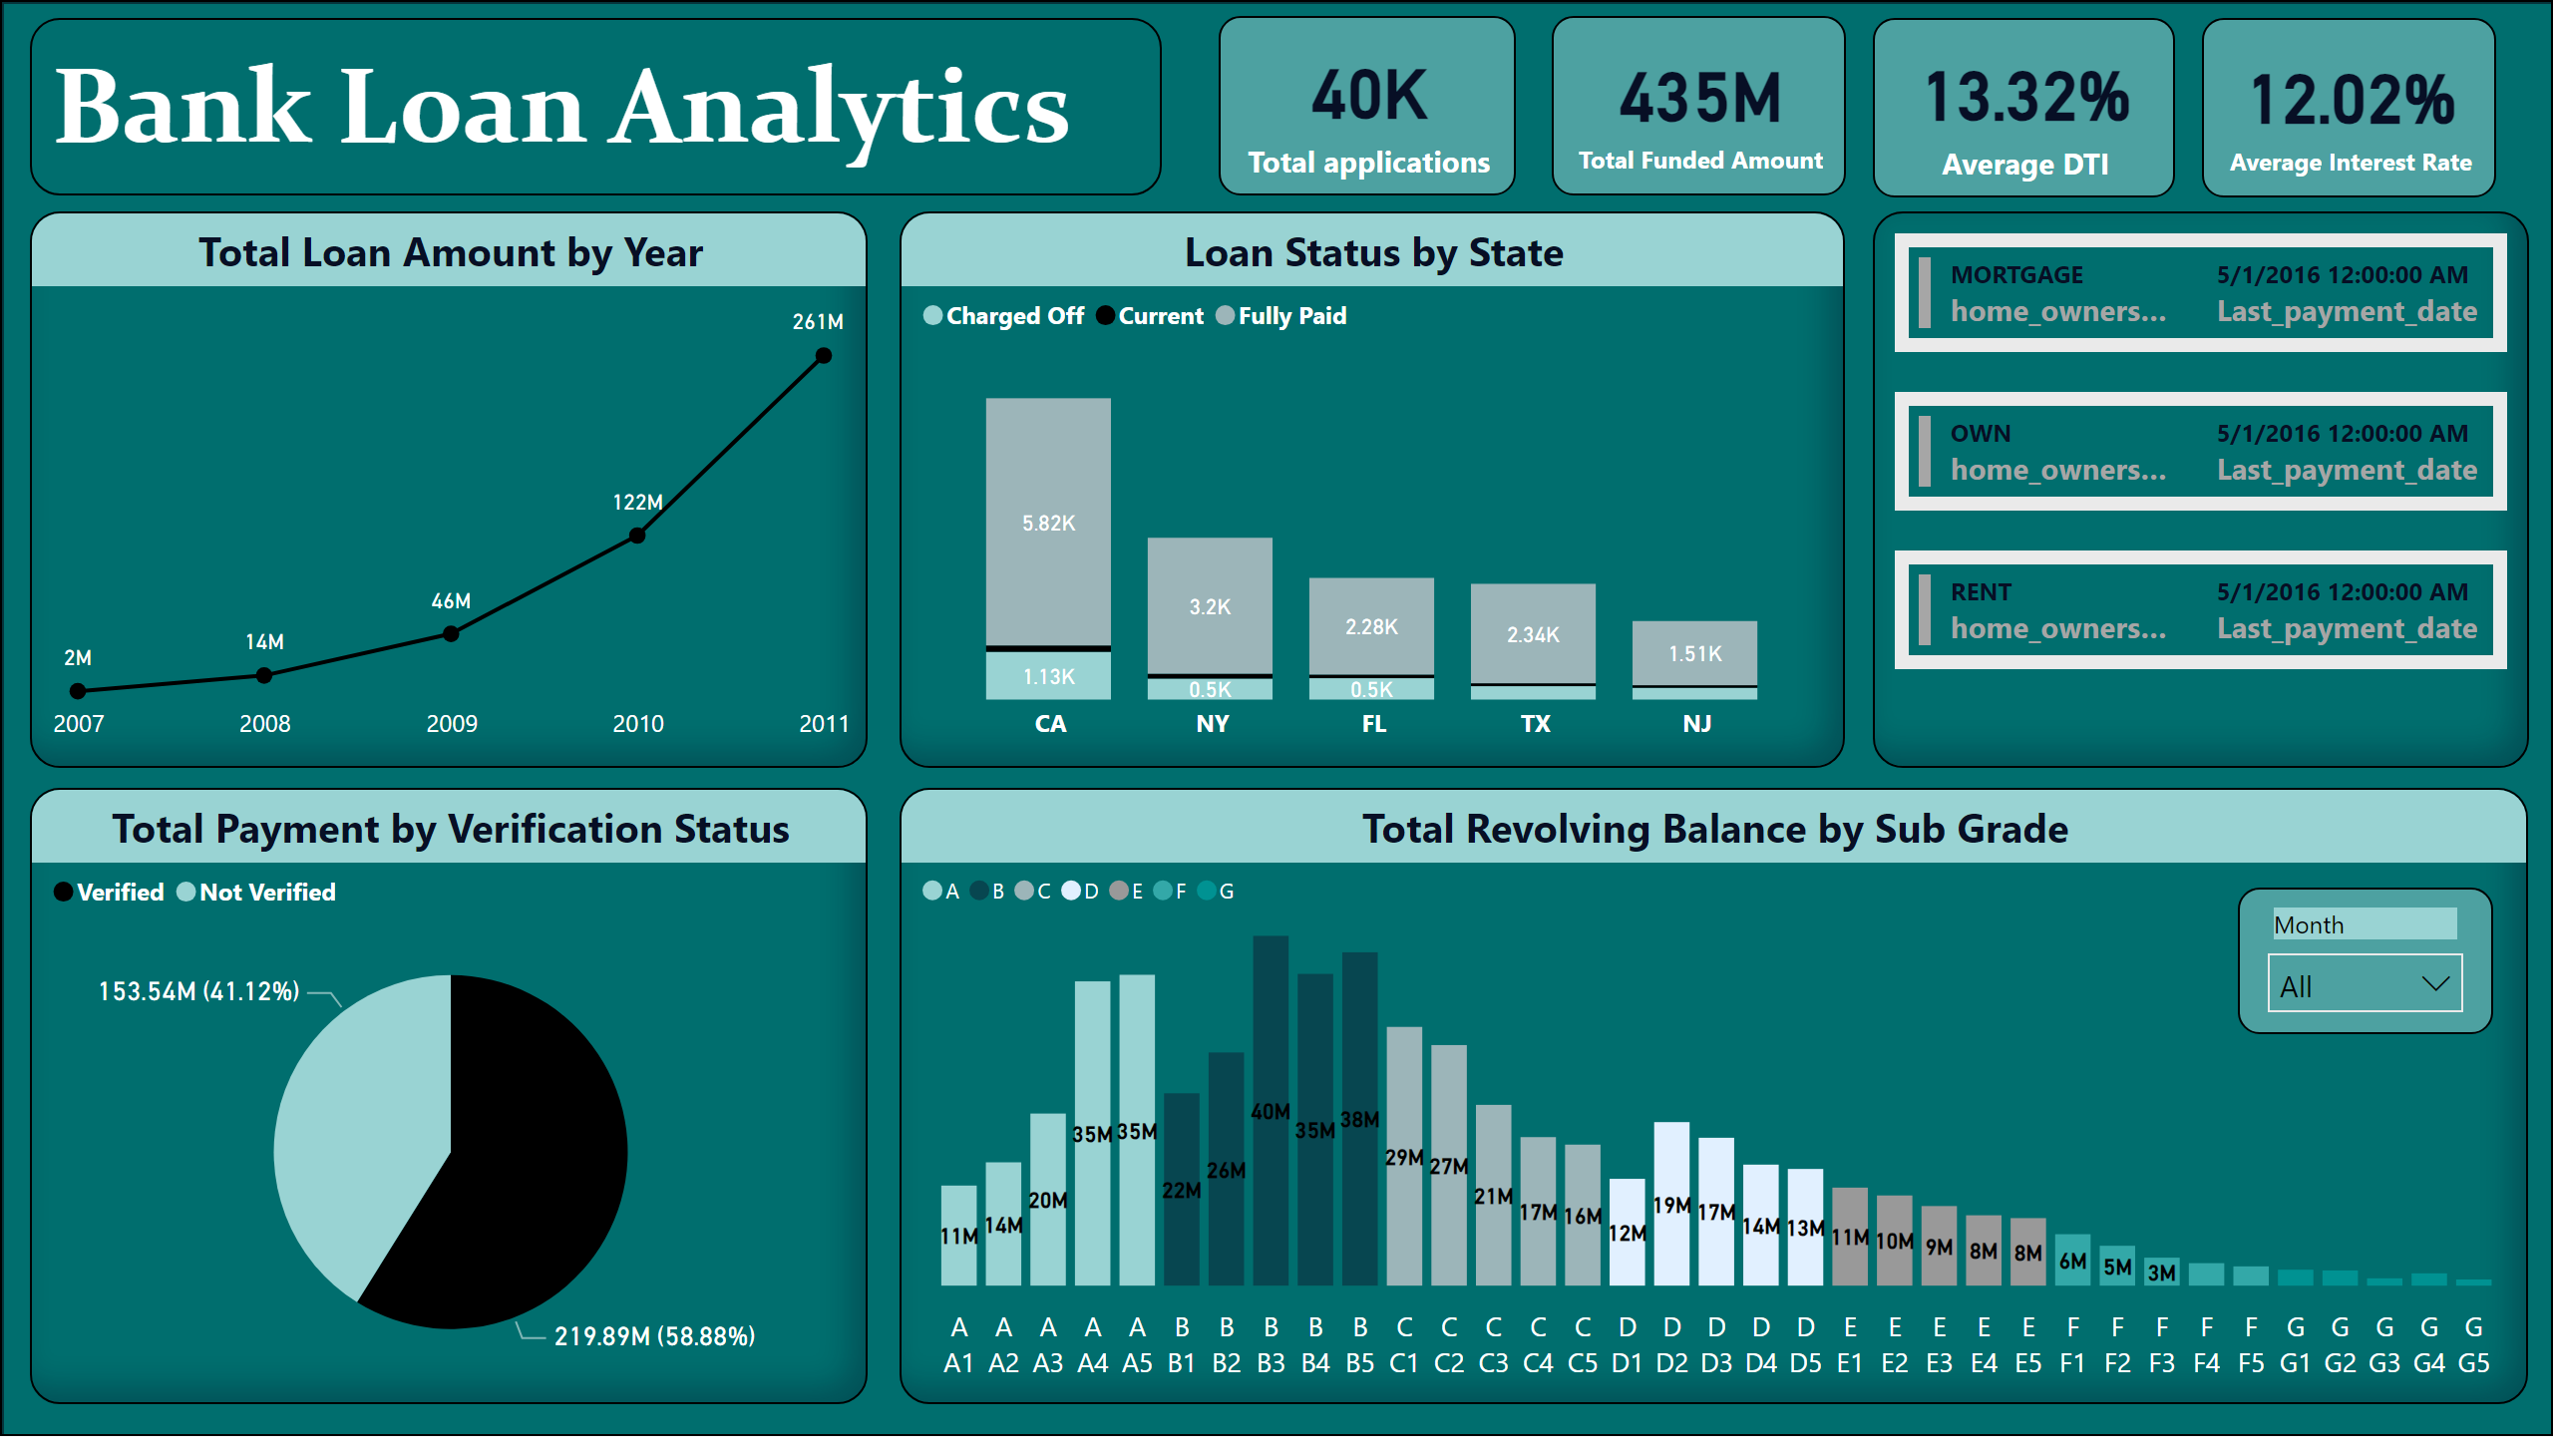 Bank Loan Analytics
40K
Total applications
435M
Total Funded Amount
13.32%
Average DTI
12.02%
Average Interest Rate
Total Loan Amount by Year
261M
122M
46M
14M
2M
2007 2008 2009 2010 2011
Loan Status by State
Charged Off Current Fully Paid
5.82K
3.2K
2.28K
2.34K
1.51K
1.13K
0.5K
0.5K
CA NY FL TX NJ
MORTGAGE 5/1/2016 12:00:00 AM
home_owners... Last_payment_date
OWN 5/1/2016 12:00:00 AM
home_owners... Last_payment_date
RENT 5/1/2016 12:00:00 AM
home_owners... Last_payment_date
Total Payment by Verification Status
Verified Not Verified
153.54M (41.12%)
219.89M (58.88%)
Total Revolving Balance by Sub Grade
A B C D E F G
Month
All
11M 14M 20M 35M 35M 22M 26M 40M 35M 38M 29M 27M 21M 17M 16M 12M 19M 17M 14M 13M 11M 10M 9M 8M 8M 6M 5M 3M
A A A A A B B B B B C C C C C D D D D D E E E E E F F F F F G G G G G
A1 A2 A3 A4 A5 B1 B2 B3 B4 B5 C1 C2 C3 C4 C5 D1 D2 D3 D4 D5 E1 E2 E3 E4 E5 F1 F2 F3 F4 F5 G1 G2 G3 G4 G5